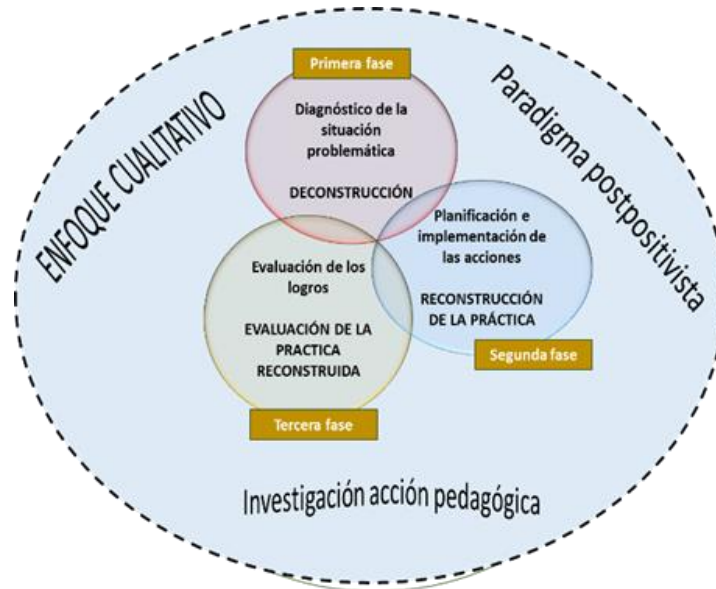 ENFOQUE CUALITATIVO
Paradigma postpositivista
Primera fase
Diagnóstico de la
situación
problemática
DECONSTRUCCIÓN
Planificación e
implementación de
las acciones
RECONSTRUCCIÓN
DE LA PRÁCTICA
Segunda fase
Evaluación de los
logros
EVALUACIÓN DE LA
PRACTICA
RECONSTRUIDA
Tercera fase
Investigación acción pedagógica